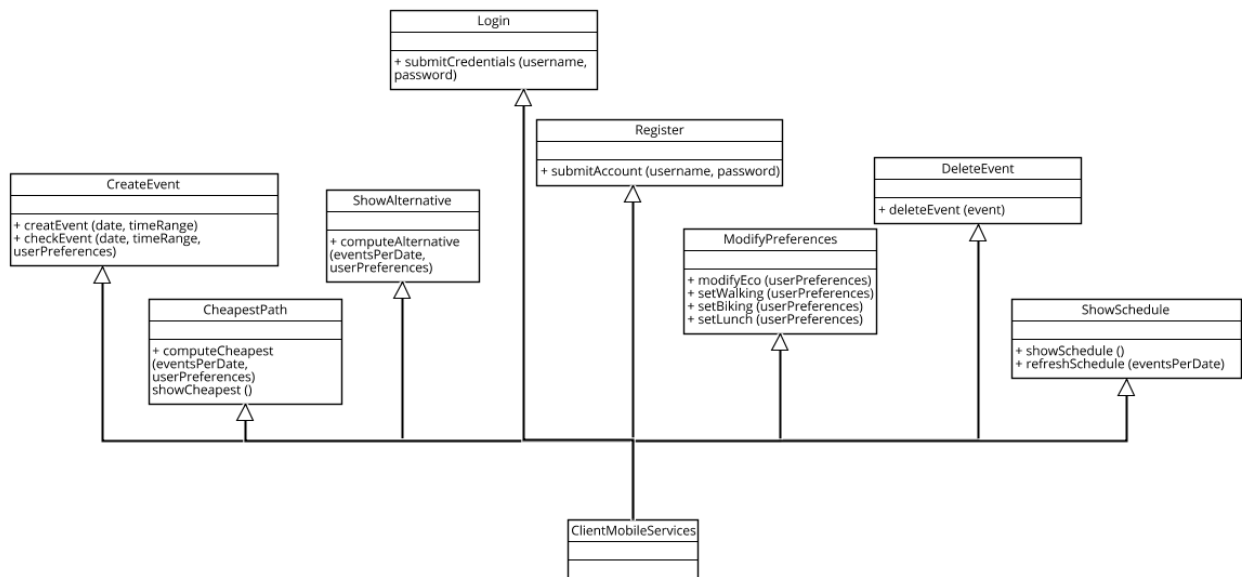 Login
+ submitCredentials (username,
password)
Register
+ submitAccount (username, password)
DeleteEvent
+ deleteEvent (event)
CreateEvent
+ creatEvent (date, timeRange)
+ checkEvent (date, timeRange,
userPreferences)
ShowAlternative
+ computeAlternative
(eventsPerDate,
userPreferences)
ModifyPreferences
+ modifyEco (userPreferences)
+ setWalking (userPreferences)
+ setBiking (userPreferences)
+ setLunch (userPreferences)
CheapestPath
+ computeCheapest
(eventsPerDate,
userPreferences)
showCheapest ()
ShowSchedule
+ showSchedule ()
+ refreshSchedule (eventsPerDate)
ClientMobileServices